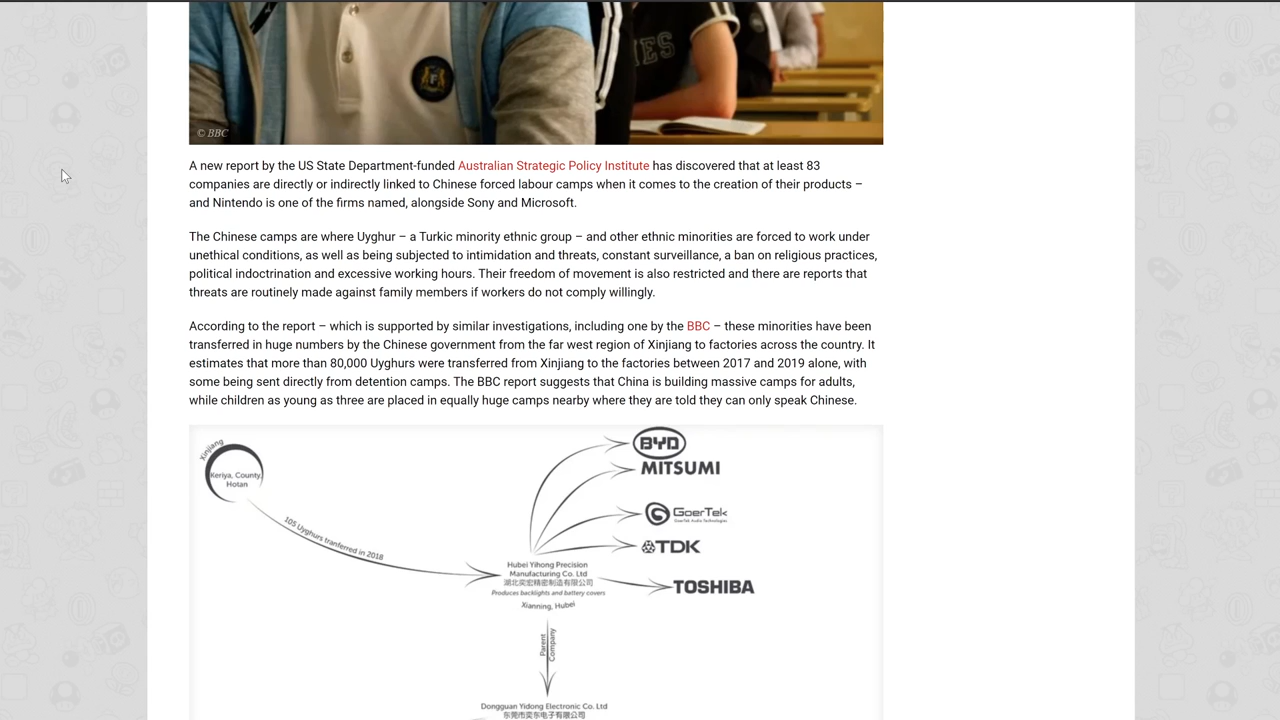 IES
F
© BBC
A new report by the US State Department-funded Australian Strategic Policy Institute has discovered that at least 83
companies are directly or indirectly linked to Chinese forced labour camps when it comes to the creation of their products –
and Nintendo is one of the firms named, alongside Sony and Microsoft.
The Chinese camps are where Uyghur – a Turkic minority ethnic group – and other ethnic minorities are forced to work under
unethical conditions, as well as being subjected to intimidation and threats, constant surveillance, a ban on religious practices,
political indoctrination and excessive working hours. Their freedom of movement is also restricted and there are reports that
threats are routinely made against family members if workers do not comply willingly.
According to the report – which is supported by similar investigations, including one by the BBC – these minorities have been
transferred in huge numbers by the Chinese government from the far west region of Xinjiang to factories across the country. It
estimates that more than 80,000 Uyghurs were transferred from Xinjiang to the factories between 2017 and 2019 alone, with
some being sent directly from detention camps. The BBC report suggests that China is building massive camps for adults,
while children as young as three are placed in equally huge camps nearby where they are told they can only speak Chinese.
Xinjiang
Keriya, County,
Hotan
105 Uyghurs tranferred in 2018
BYD
MITSUMI
GoerTek
GoerTek Audio Technologies
TDK
TOSHIBA
Hubei Yihong Precision
Manufacturing Co. Ltd
湖北奕宏精密制造有限公司
Produces backlights and battery covers
Xianning, Hubei
Parent
Company
Dongguan Yidong Electronic Co. Ltd
东莞市奕东电子有限公司